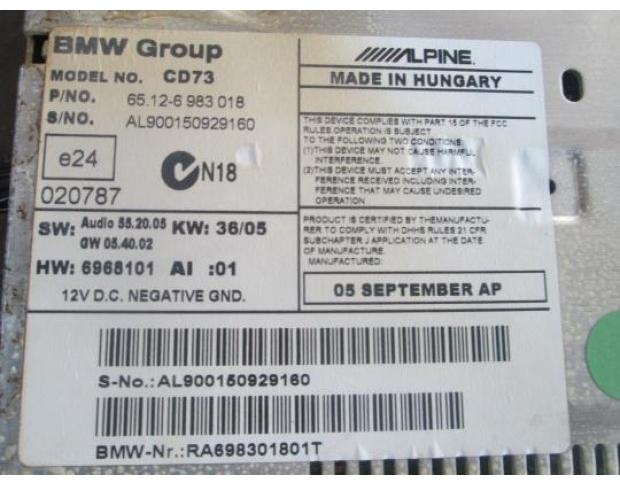 BMW Group
MODEL NO. CD73
P/NO. 65.12-6 983 018
S/NO. AL900150929160
e24
N18
020787
SW: Audio 55.20.05 KW: 36/05
GW 05.40.02
HW: 6968101 AI :01
12V D.C. NEGATIVE GND.
ALPINE
MADE IN HUNGARY
THIS DEVICE COMPLIES WITH PART 15 OF THE FCC
RULES.OPERATION IS SUBJECT
TO THE FOLLOWING TWO CONDITIONS:
(1)THIS DEVICE MAY NOT CAUSE HARMFUL
INTERFERENCE.
(2)THIS DEVICE MUST ACCEPT ANY INTER-
FERENCE RECEIVED INCLUDING INTER-
FERENCE THAT MAY CAUSE UNDESIRED
OPERATION
PRODUCT IS CERTIFIED BY THEMANUFACTU-
RER TO COMPLY WITH DHHS RULES 21 CFR
SUBCHAPTER J APPLICATION AT THE DATE
OF MANUFACTURE.
MANUFACTURED:
05 SEPTEMBER AP
S-No.:AL900150929160
BMW-Nr.:RA698301801T